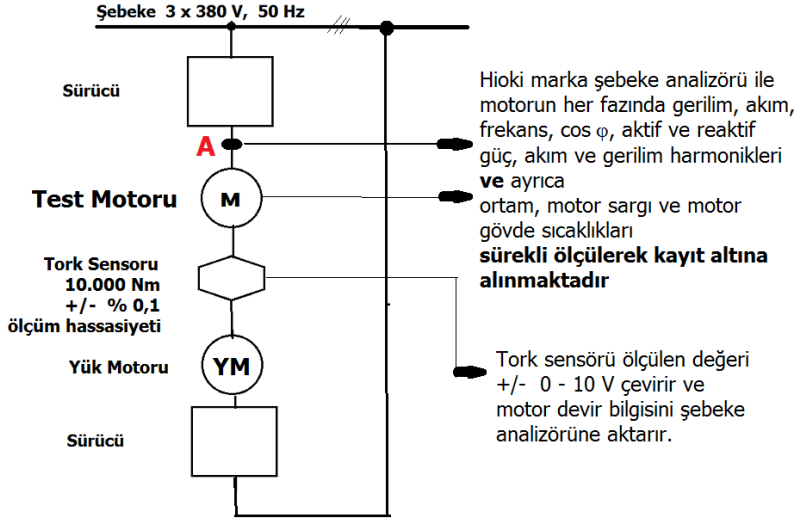 Şebeke 3 x 380 V, 50 Hz
Sürücü
A
Hioki marka şebeke analizörü ile
motorun her fazında gerilim, akım,
frekans, cos φ, aktif ve reaktif
güç, akım ve gerilim harmonikleri
ve ayrıca
ortam, motor sargı ve motor
gövde sıcaklıkları
sürekli ölçülerek kayıt altına
alınmaktadır
Test Motoru
M
Tork Sensoru
10.000 Nm
+/- % 0,1
ölçüm hassasiyeti
Yük Motoru
YM
Tork sensörü ölçülen değeri
+/- 0 - 10 V çevirir ve
motor devir bilgisini şebeke
analizörüne aktarır.
Sürücü